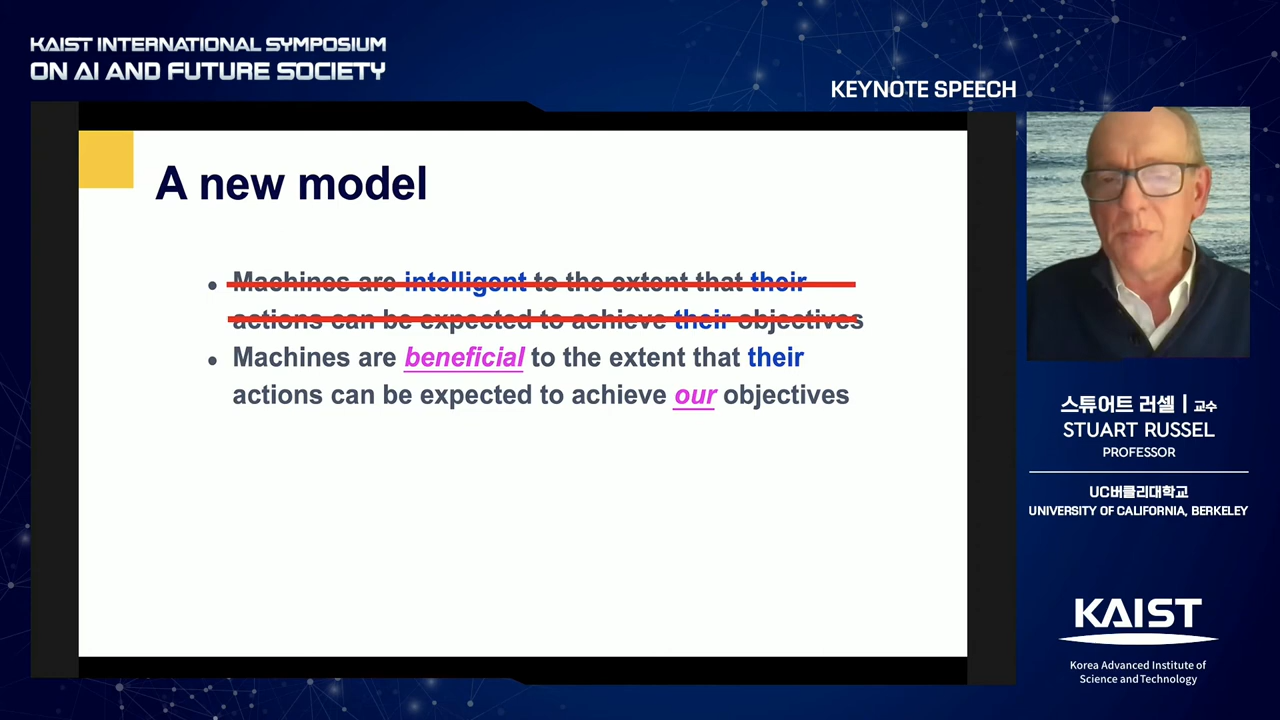 KAIST INTERNATIONAL SYMPOSIUM
ON AI AND FUTURE SOCIETY
KEYNOTE SPEECH
A new model
• Machines are intelligent to the extent that their
actions can be expected to achieve their objectives
• Machines are beneficial to the extent that their
actions can be expected to achieve our objectives
스튜어트 러셀 | 교수
STUART RUSSEL
PROFESSOR
UC버클리대학교
UNIVERSITY OF CALIFORNIA, BERKELEY
KAIST
Korea Advanced Institute of
Science and Technology